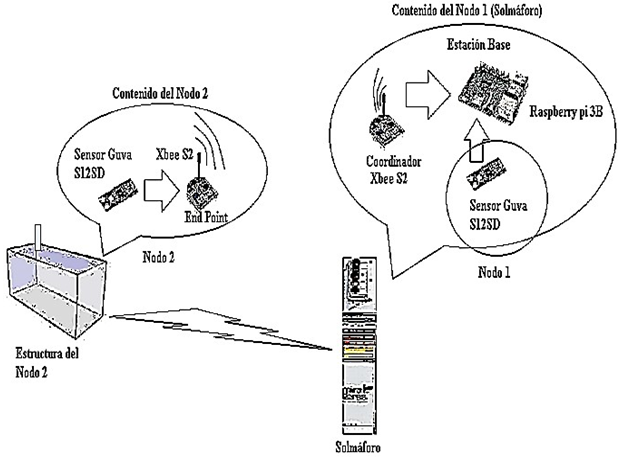 Contenido del Nodo 1 (Solmáforo)
Estación Base
Raspberry pi 3B
Coordinador
Xbee S2
Sensor Guva
S12SD
Nodo 1
Contenido del Nodo 2
Sensor Guva
S12SD
Xbee S2
End Point
Nodo 2
Estructura del
Nodo 2
Solmáforo